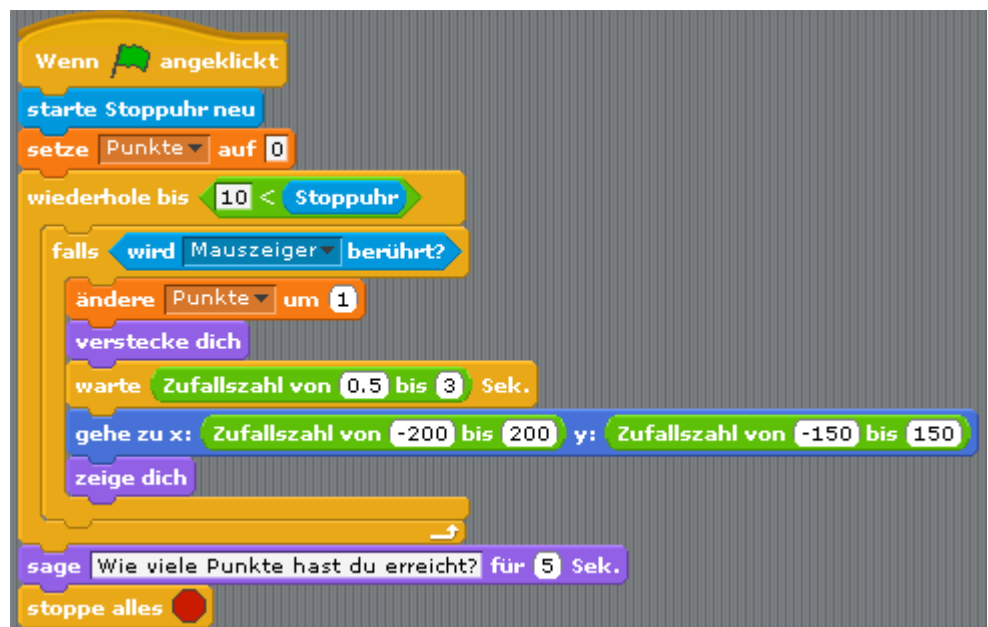 Wenn angeklickt
starte Stoppuhr neu
setze Punkte auf 0
wiederhole bis 10 < Stoppuhr
falls wird Mauszeiger berührt?
ändere Punkte um 1
verstecke dich
warte Zufallszahl von 0.5 bis 3 Sek.
gehe zu x: Zufallszahl von -200 bis 200 y: Zufallszahl von -150 bis 150
zeige dich
sage Wie viele Punkte hast du erreicht? für 5 Sek.
stoppe alles